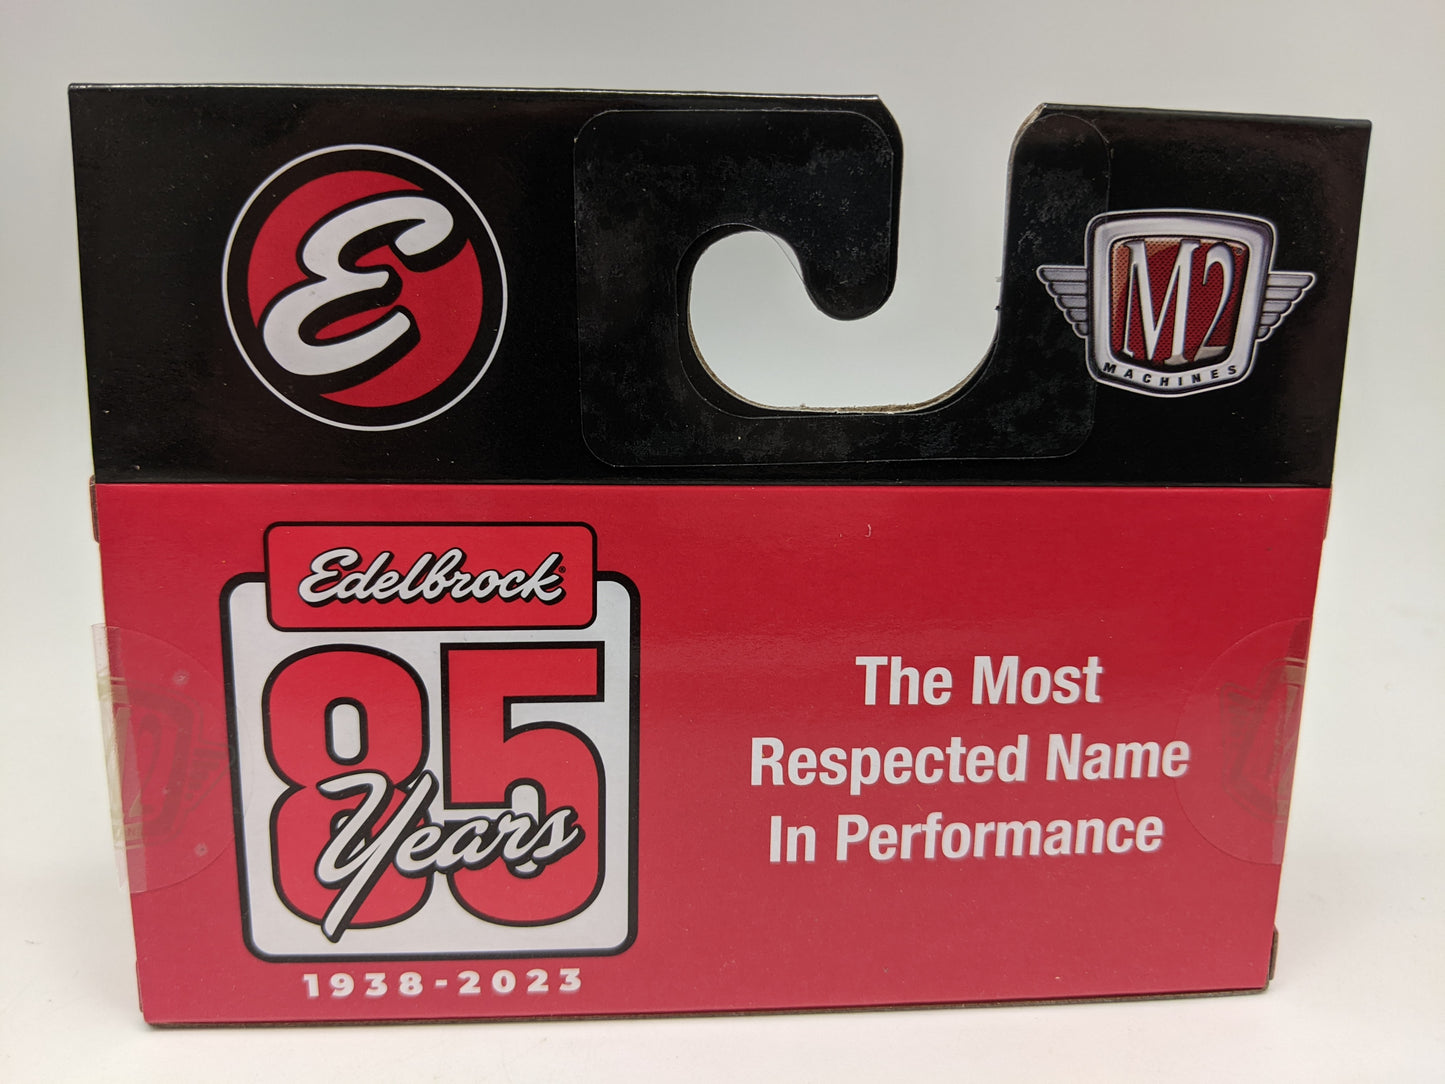 E
M2
MACHINES
Edelbrock®
85
Years
1938-2023
The Most
Respected Name
In Performance